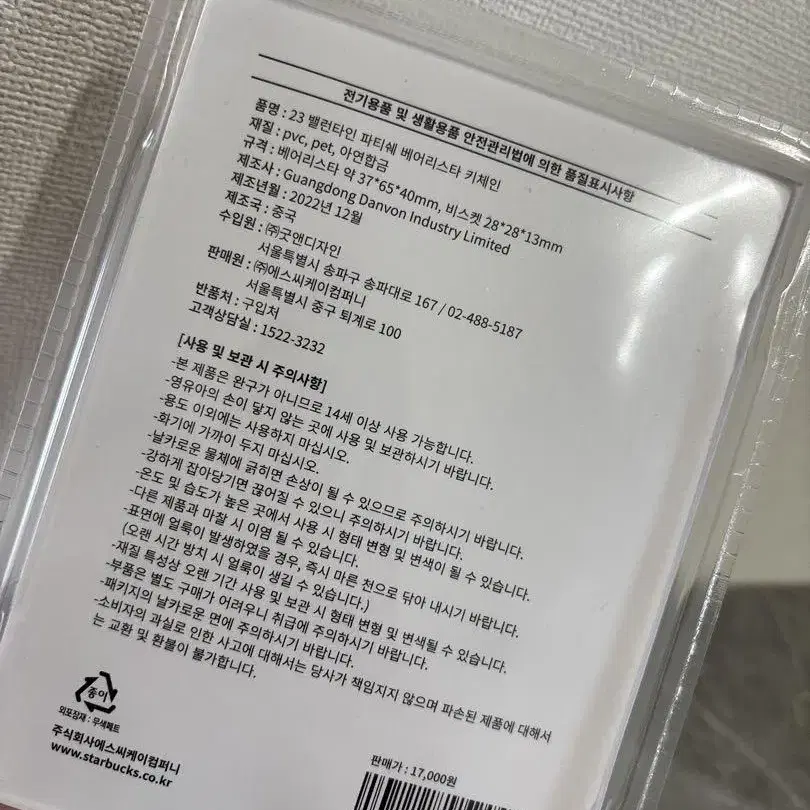 전기용품 및 생활용품 안전관리법에 의한 품질표시사항
품명 : 23 밸런타인 파티쉐 베어리스타 키체인
재질 : pvc, pet, 아연합금
규격 : 베어리스타 약 37*65*40mm, 비스켓 28*28*13mm
제조사 : Guangdong Danvon Industry Limited
제조년월 : 2022년 12월
제조국 : 중국
수입원 : ㈜굿앤디자인
서울특별시 송파구 송파대로 167 / 02-488-5187
판매원 : ㈜에스씨케이컴퍼니
서울특별시 중구 퇴계로 100
반품처 : 구입처
고객상담실 : 1522-3232
[사용 및 보관 시 주의사항]
-본 제품은 완구가 아니므로 14세 이상 사용 가능합니다.
-영유아의 손이 닿지 않는 곳에 사용 및 보관하시기 바랍니다.
-용도 이외에는 사용하지 마십시오.
-화기에 가까이 두지 마십시오.
-날카로운 물체에 긁히면 손상이 될 수 있으므로 주의하시기 바랍니다.
-강하게 잡아당기면 끊어질 수 있으니 주의하시기 바랍니다.
-온도 및 습도가 높은 곳에서 사용 시 형태 변형 및 변색이 될 수 있습니다.
-다른 제품과 마찰 시 이염 될 수 있습니다.
-표면에 얼룩이 발생하였을 경우, 즉시 마른 천으로 닦아 내시기 바랍니다.
(오랜 시간 방치 시 얼룩이 생길 수 있습니다.)
-재질 특성상 오랜 기간 사용 및 보관 시 형태 변형 및 변색될 수 있습니다.
-부품은 별도 구매가 어려우니 취급에 주의하시기 바랍니다.
-패키지의 날카로운 면에 주의하시기 바랍니다.
-소비자의 과실로 인한 사고에 대해서는 당사가 책임지지 않으며 파손된 제품에 대해서
는 교환 및 환불이 불가합니다.
종이
외포장재 : 무색페트
주식회사에스씨케이컴퍼니
www.starbucks.co.kr
판매가 : 17,000원